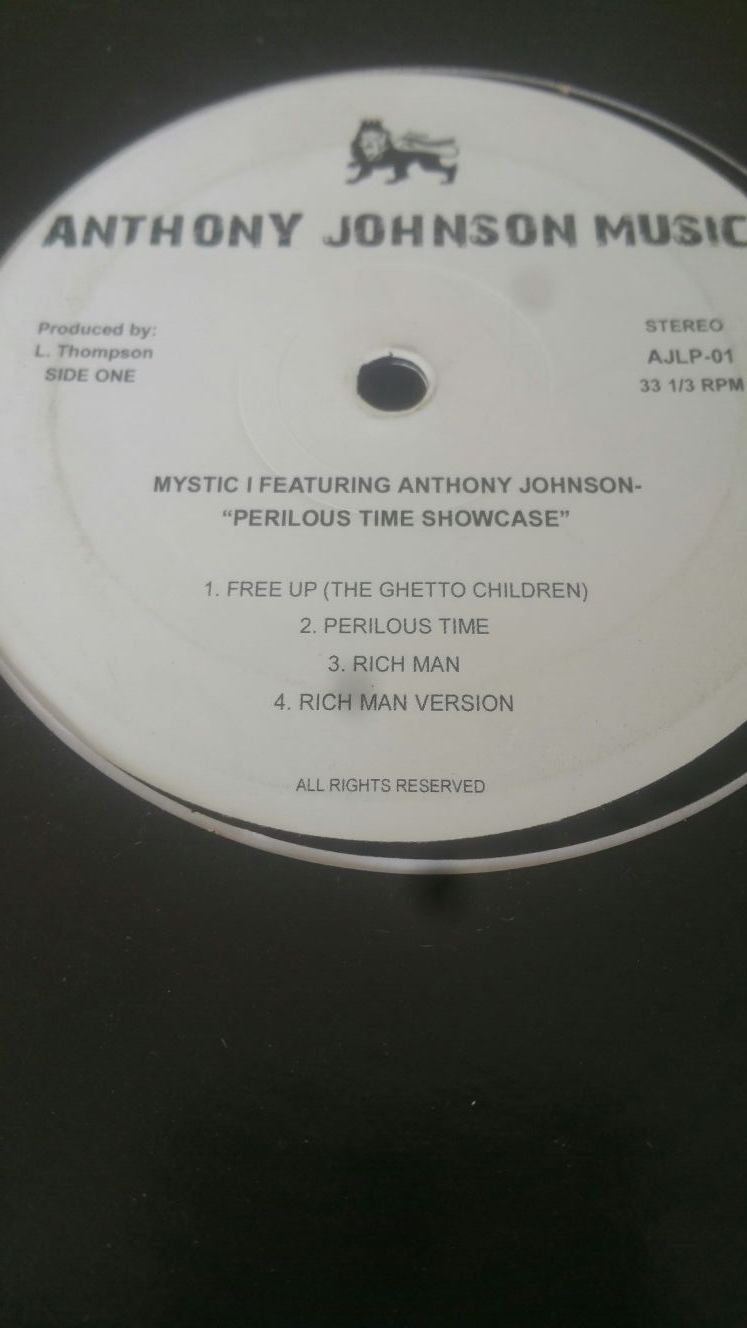 ANTHONY JOHNSON MUSIC
Produced by:
L. Thompson
SIDE ONE
STEREO
AJLP-01
33 1/3 RPM
MYSTIC I FEATURING ANTHONY JOHNSON-
“PERILOUS TIME SHOWCASE”
1. FREE UP (THE GHETTO CHILDREN)
2. PERILOUS TIME
3. RICH MAN
4. RICH MAN VERSION
ALL RIGHTS RESERVED